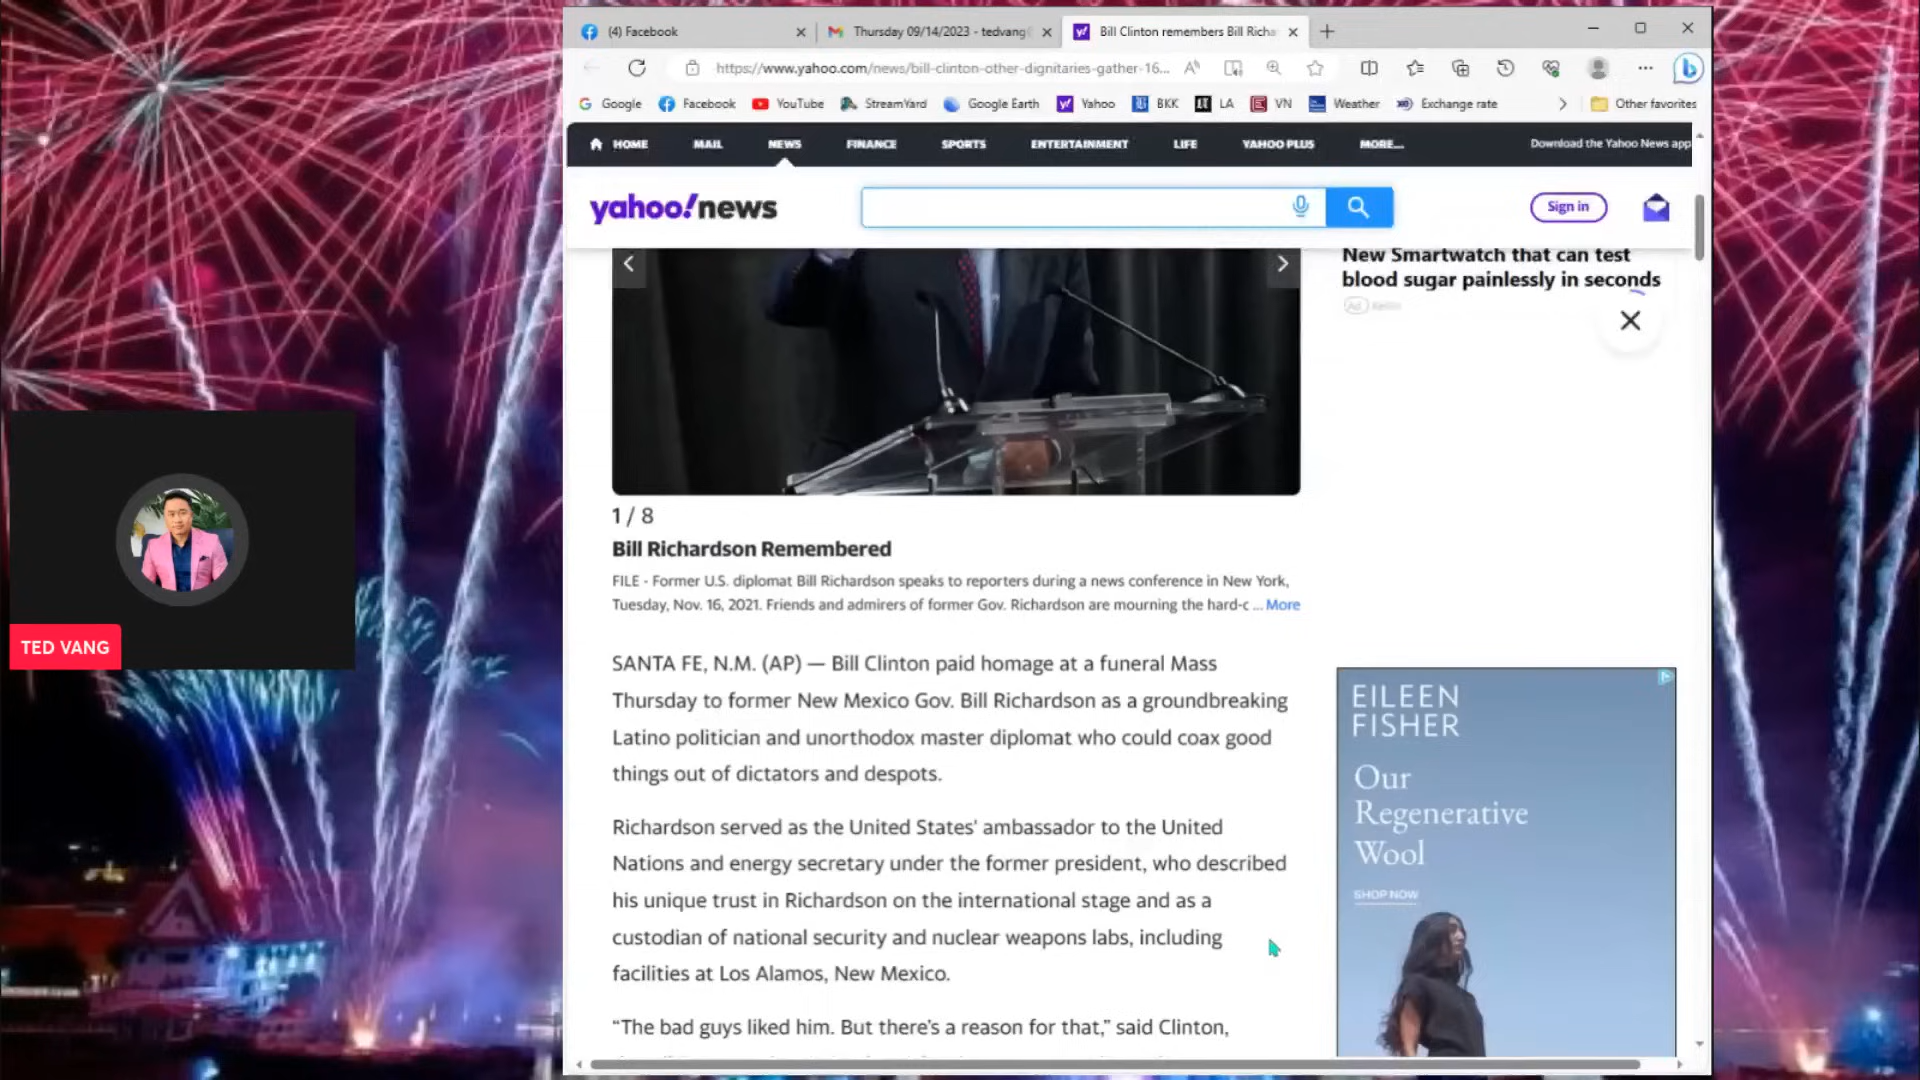 (4) Facebook
Thursday 09/14/2023 - tedvang
Bill Clinton remembers Bill Richa
https://www.yahoo.com/news/bill-clinton-other-dignitaries-gather-16...
Google
Facebook
YouTube
StreamYard
Google Earth
Yahoo
BKK
LA
VN
Weather
Exchange rate
Other favorites
HOME
MAIL
NEWS
FINANCE
SPORTS
ENTERTAINMENT
LIFE
YAHOO PLUS
MORE...
Download the Yahoo News app
yahoo!news
Sign in
New Smartwatch that can test
blood sugar painlessly in seconds
Ad
1 / 8
Bill Richardson Remembered
FILE - Former U.S. diplomat Bill Richardson speaks to reporters during a news conference in New York,
Tuesday, Nov. 16, 2021. Friends and admirers of former Gov. Richardson are mourning the hard-c ... More
SANTA FE, N.M. (AP) — Bill Clinton paid homage at a funeral Mass
Thursday to former New Mexico Gov. Bill Richardson as a groundbreaking
Latino politician and unorthodox master diplomat who could coax good
things out of dictators and despots.
Richardson served as the United States' ambassador to the United
Nations and energy secretary under the former president, who described
his unique trust in Richardson on the international stage and as a
custodian of national security and nuclear weapons labs, including
facilities at Los Alamos, New Mexico.
“The bad guys liked him. But there’s a reason for that,” said Clinton,
EILEEN
FISHER
Our
Regenerative
Wool
SHOP NOW
TED VANG